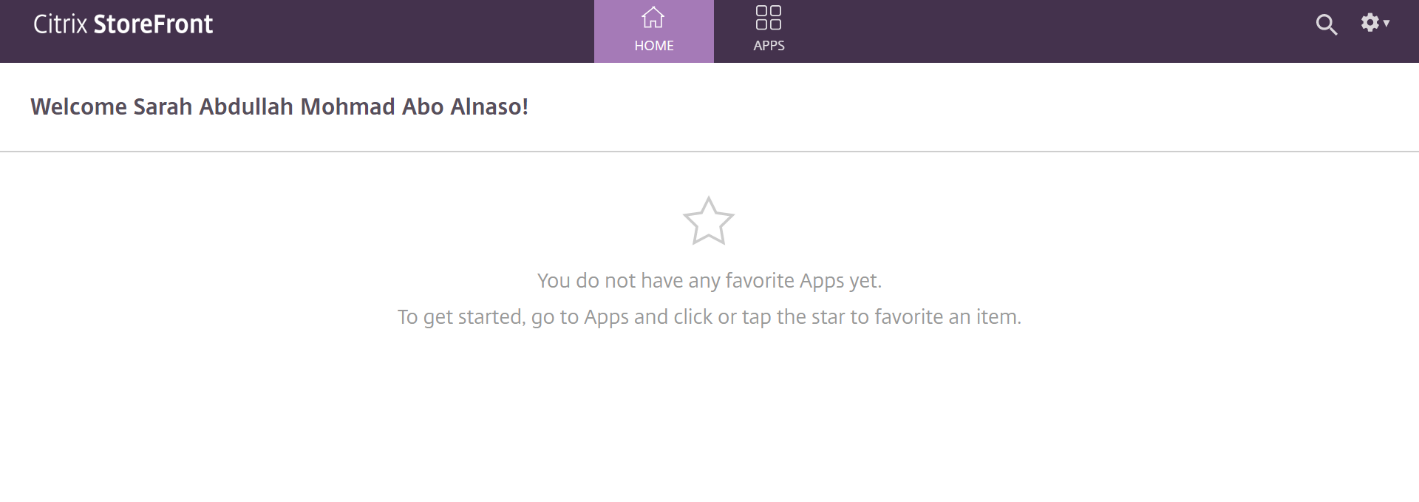 Citrix StoreFront
HOME
APPS
Welcome Sarah Abdullah Mohmad Abo Alnaso!
You do not have any favorite Apps yet.
To get started, go to Apps and click or tap the star to favorite an item.